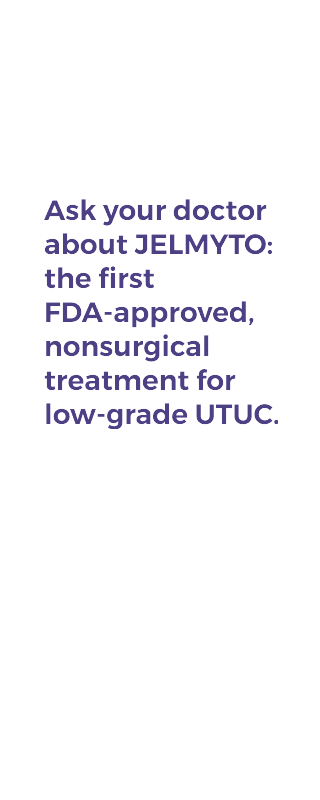 Ask your doctor
about JELMYTO:
the first
FDA-approved,
nonsurgical
treatment for
low-grade UTUC.